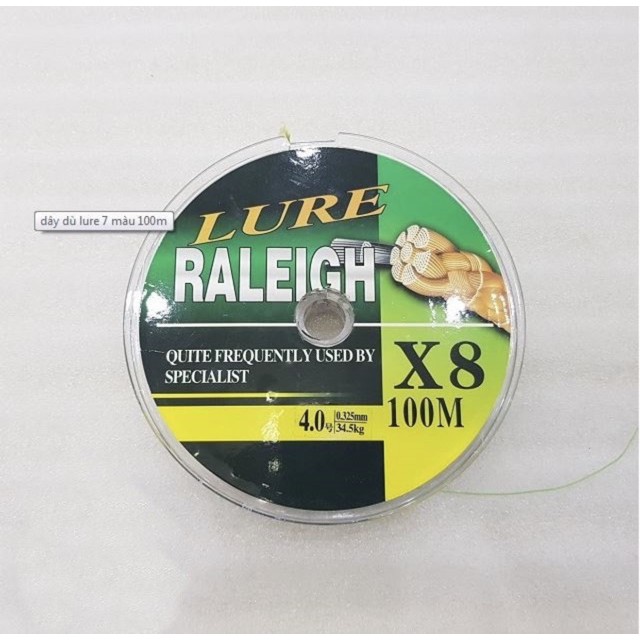 LURE
dây dù lure 7 màu 100m
RALEIGH
QUITE FREQUENTLY USED BY
SPECIALIST
X8
100M
4.0号 0.325mm
34.5kg